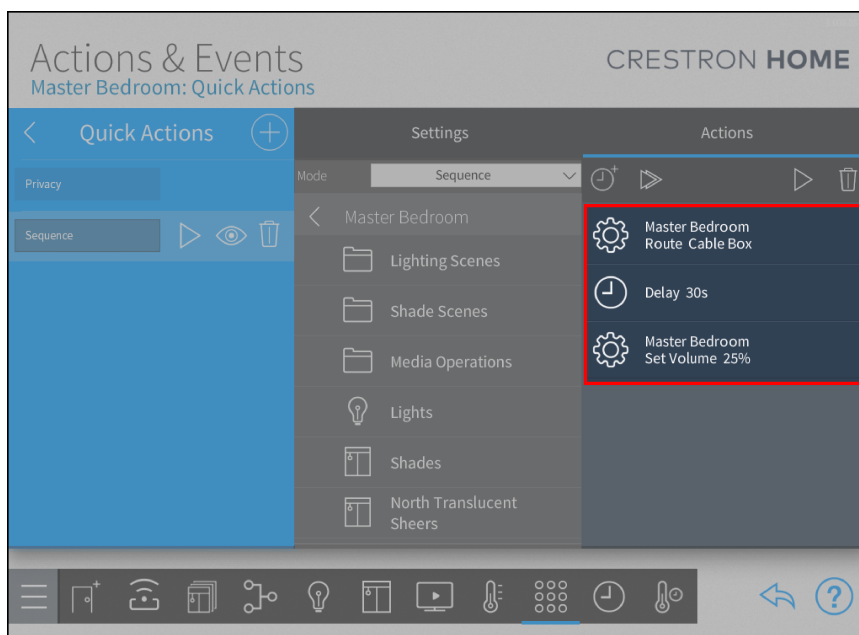 Actions & Events
CRESTRON HOME
Master Bedroom: Quick Actions
Quick Actions
Settings
Actions
Privacy
Mode
Sequence
Sequence
Master Bedroom
Lighting Scenes
Shade Scenes
Media Operations
Lights
Shades
North Translucent
Sheers
Master Bedroom
Route Cable Box
Delay 30s
Master Bedroom
Set Volume 25%
?